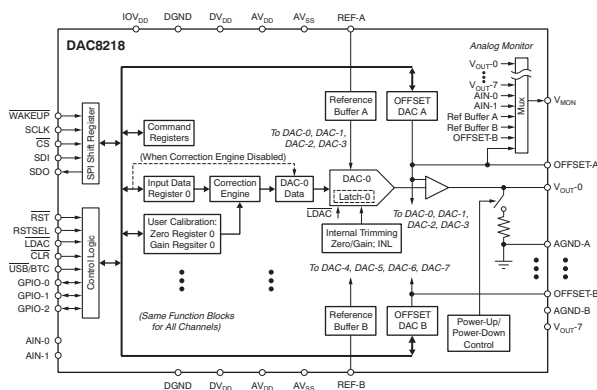 IOVDD DGND DVDD AVDD AVSS REF-A
DAC8218
Analog Monitor
VOUT-0
VOUT-7
AIN-0
AIN-1
Ref Buffer A
Ref Buffer B
OFFSET-B
Mux
VMON
WAKEUP
SCLK
CS
SDI
SDO
SPI Shift Register
Command
Registers
Reference
Buffer A
OFFSET
DAC A
To DAC-0, DAC-1,
DAC-2, DAC-3
OFFSET-A
(When Correction Engine Disabled)
Input Data
Register 0
Correction
Engine
DAC-0
Data
DAC-0
Latch-0
LDAC
VOUT-0
To DAC-0, DAC-1,
DAC-2, DAC-3
RST
RSTSEL
LDAC
CLR
USB/BTC
GPIO-0
GPIO-1
GPIO-2
Control Logic
User Calibration:
Zero Register 0
Gain Regsiter 0
Internal Trimming
Zero/Gain; INL
AGND-A
To DAC-4, DAC-5, DAC-6, DAC-7
OFFSET-B
(Same Function Blocks
for All Channels)
Reference
Buffer B
OFFSET
DAC B
Power-Up/
Power-Down
Control
AGND-B
VOUT-7
AIN-0
AIN-1
DGND DVDD AVDD AVSS REF-B